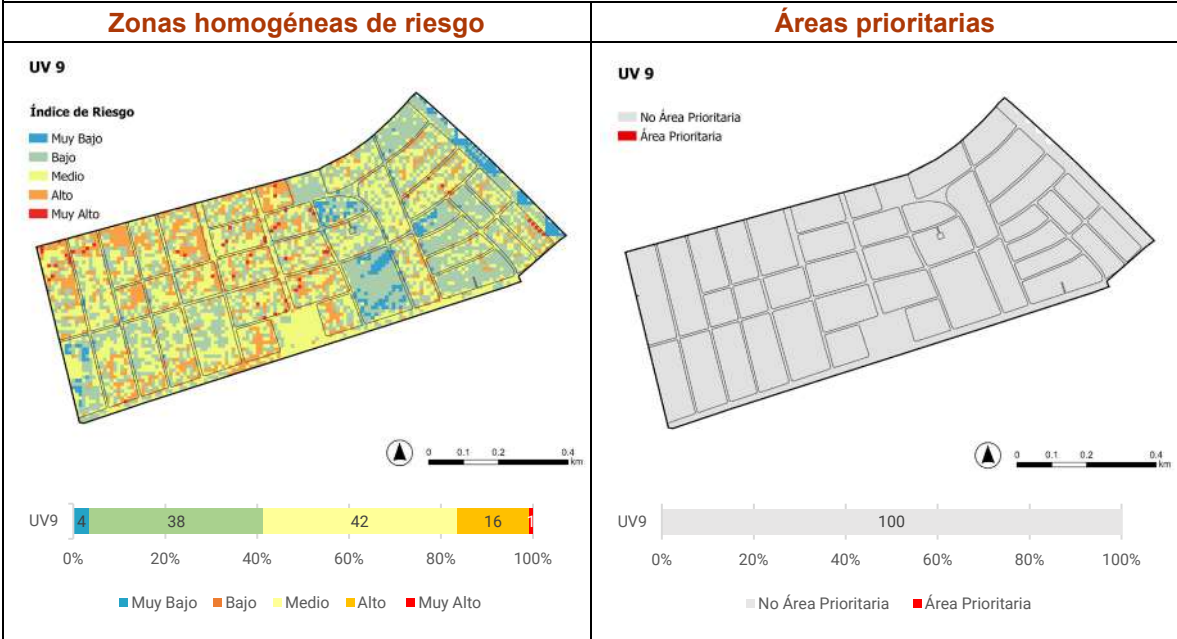 Zonas homogéneas de riesgo
Áreas prioritarias
UV 9
Índice de Riesgo
Muy Bajo
Bajo
Medio
Alto
Muy Alto
0 0.1 0.2 0.4
km
UV9 4 38 42 16 1
0% 20% 40% 60% 80% 100%
Muy Bajo Bajo Medio Alto Muy Alto
UV 9
No Área Prioritaria
Área Prioritaria
0 0.1 0.2 0.4
km
UV9 100
0% 20% 40% 60% 80% 100%
No Área Prioritaria Área Prioritaria